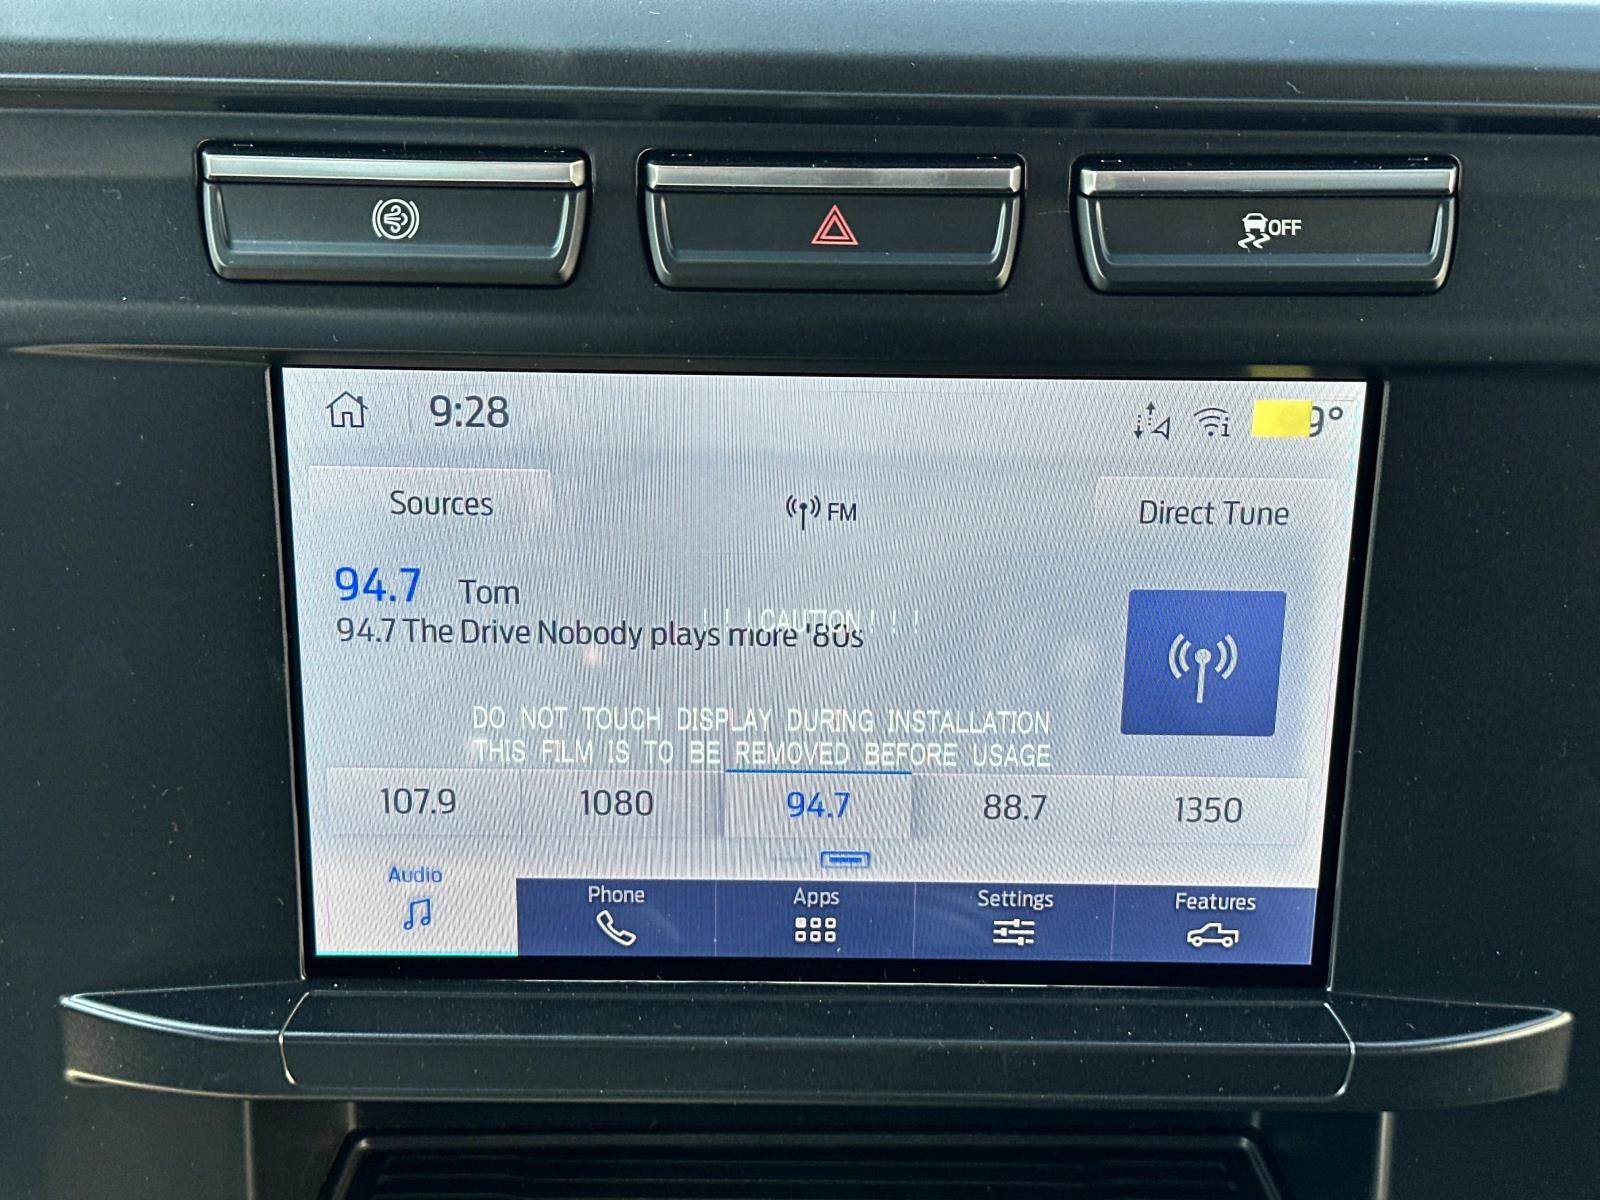 OFF
9:28
9°
Sources
FM
Direct Tune
94.7 Tom
94.7 The Drive Nobody plays more '80s
! ! ! CAUTION ! ! !
DO NOT TOUCH DISPLAY DURING INSTALLATION
THIS FILM IS TO BE REMOVED BEFORE USAGE
107.9 1080 94.7 88.7 1350
Audio Phone Apps Settings Features